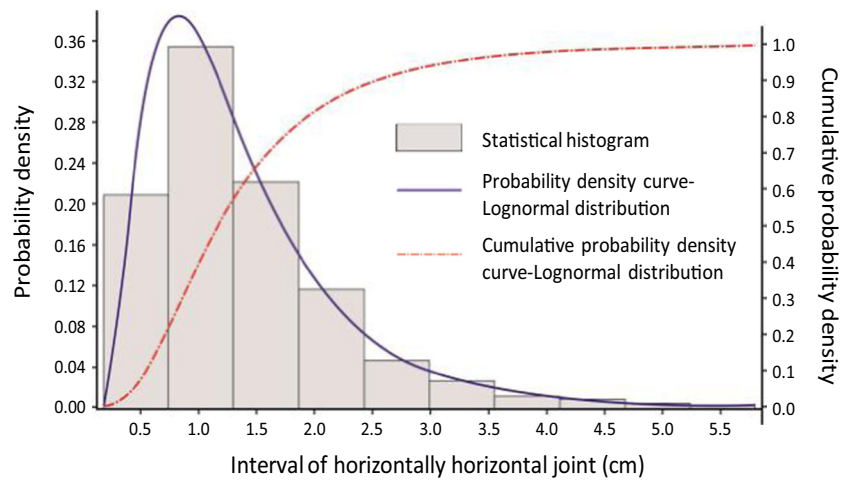 Probability density
0.36
0.32
0.28
0.24
0.20
0.16
0.12
0.08
0.04
0.00
Statistical histogram
Probability density curve-
Lognormal distribution
Cumulative probability density
curve-Lognormal distribution
1.0
0.9
0.8
0.7
0.6
0.5
0.4
0.3
0.2
0.1
0.0
Cumulative probability density
0.5 1.0 1.5 2.0 2.5 3.0 3.5 4.0 4.5 5.0 5.5
Interval of horizontally horizontal joint (cm)